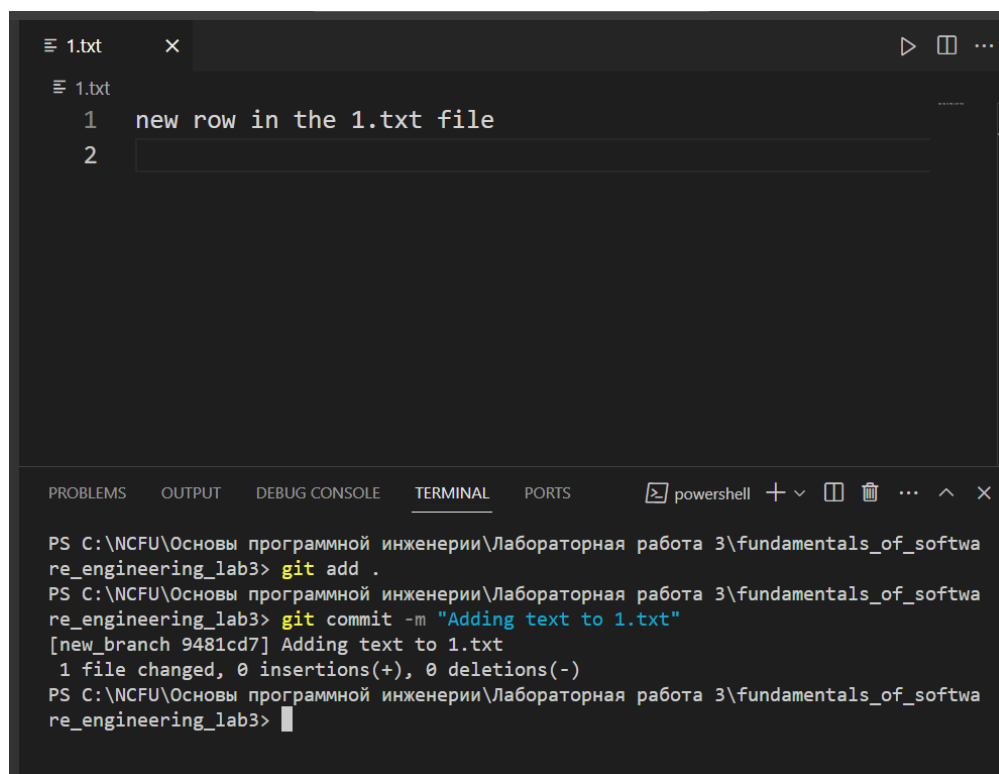 1.txt
1.txt
1 new row in the 1.txt file
2
PROBLEMS OUTPUT DEBUG CONSOLE TERMINAL PORTS powershell
PS C:\NCFU\Основы программной инженерии\Лабораторная работа 3\fundamentals_of_softwa
re_engineering_lab3> git add .
PS C:\NCFU\Основы программной инженерии\Лабораторная работа 3\fundamentals_of_softwa
re_engineering_lab3> git commit -m "Adding text to 1.txt"
[new_branch 9481cd7] Adding text to 1.txt
1 file changed, 0 insertions(+), 0 deletions(-)
PS C:\NCFU\Основы программной инженерии\Лабораторная работа 3\fundamentals_of_softwa
re_engineering_lab3>